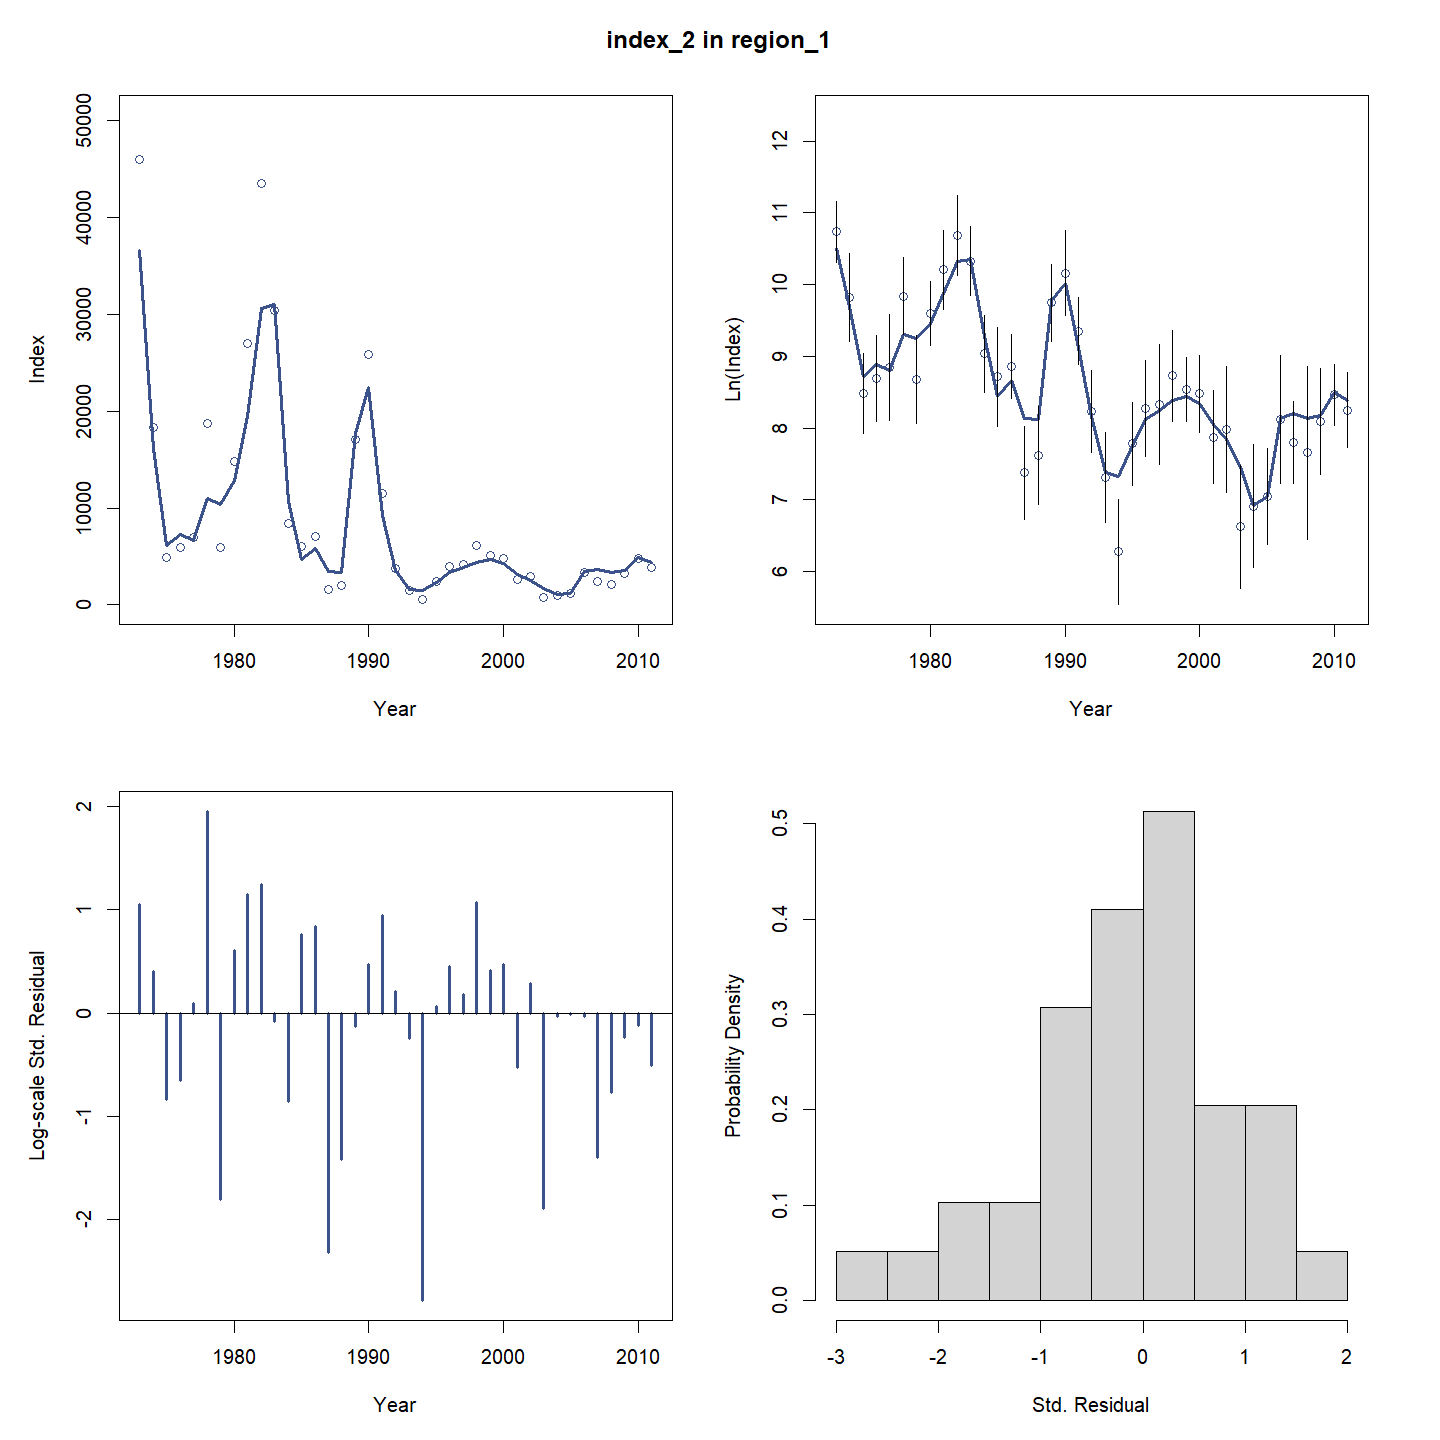 index_2 in region_1
50000
40000
30000
20000
10000
0
Index
1980 1990 2000 2010
Year
12
11
10
9
8
7
6
Ln(Index)
1980 1990 2000 2010
Year
2
1
0
-1
-2
Log-scale Std. Residual
1980 1990 2000 2010
Year
0.5
0.4
0.3
0.2
0.1
0.0
Probability Density
-3 -2 -1 0 1 2
Std. Residual